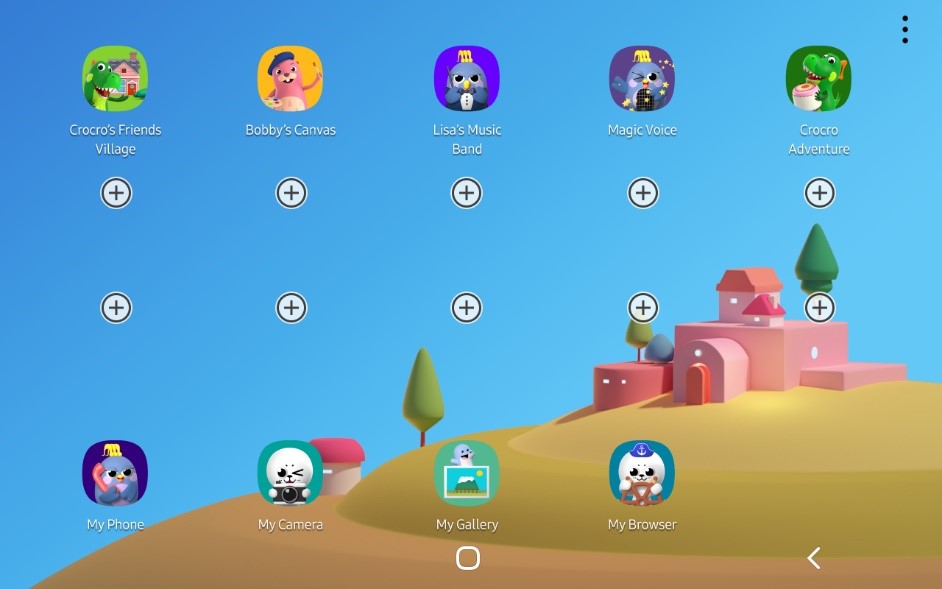 Crocro's Friends
Village
Bobby's Canvas
Lisa's Music
Band
Magic Voice
Crocro
Adventure
My Phone
My Camera
My Gallery
My Browser